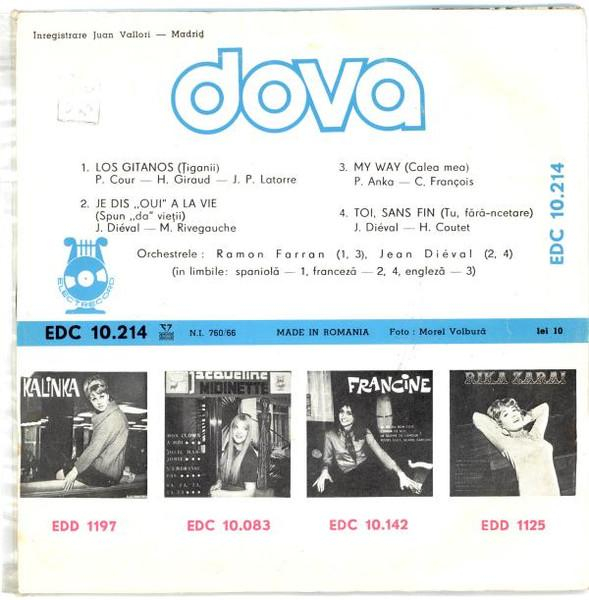 Inregistrare Juan Vallori — Madrid
dova
1. LOS GITANOS (Țiganii)
P. Cour — H. Giraud — J. P. Latorre
2. JE DIS „OUI" A LA VIE
(Spun „da" vieții)
J. Diéval — M. Rivegauche
3. MY WAY (Calea mea)
P. Anka — C. François
4. TOI, SANS FIN (Tu, fără-ncetare)
J. Diéval — H. Coutet
Orchestrele: Ramon Farran (1, 3), Jean Diéval (2, 4)
(în limbile: spaniolă — 1, franceză — 2, 4, engleză — 3)
EDC 10.214
ELECTRECORD
EDC 10.214 N.I. 760/66 MADE IN ROMANIA Foto: Morel Volbură lei 10
KALINKA
jacqueline
MIDINETTE
FRANCINE
RIKA ZARAI
EDD 1197
EDC 10.083
EDC 10.142
EDD 1125